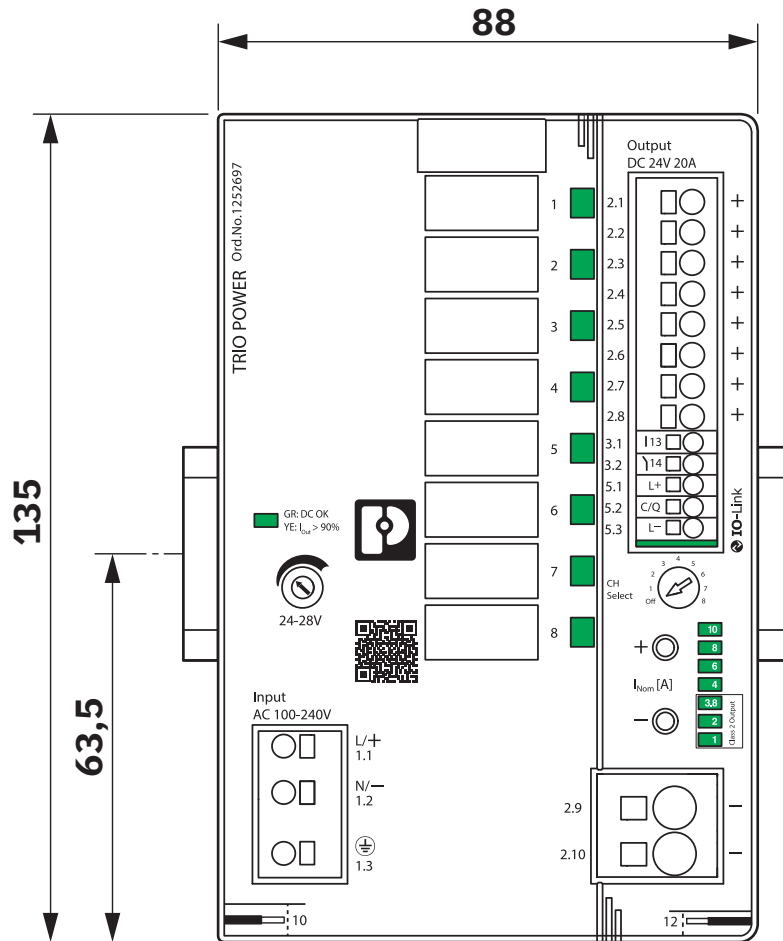 88
135
63,5
TRIO POWER Ord.No.1252697
Output
DC 24V 20A
1
2
3
4
5
6
7
8
2.1 +
2.2 +
2.3 +
2.4 +
2.5 +
2.6 +
2.7 +
2.8 +
3.1 13
3.2 14
5.1 L+
5.2 C/Q
5.3 L−
IO-Link
GR: DC OK
YE: IOut > 90%
24-28V
CH
Select
Off 1 2 3 4 5 6 7 8
+
INom [A]
−
10
8
6
4
3.8
2
1
Class 2 Output
Input
AC 100-240V
L/+
1.1
N/−
1.2
1.3
2.9 −
2.10 −
10
12